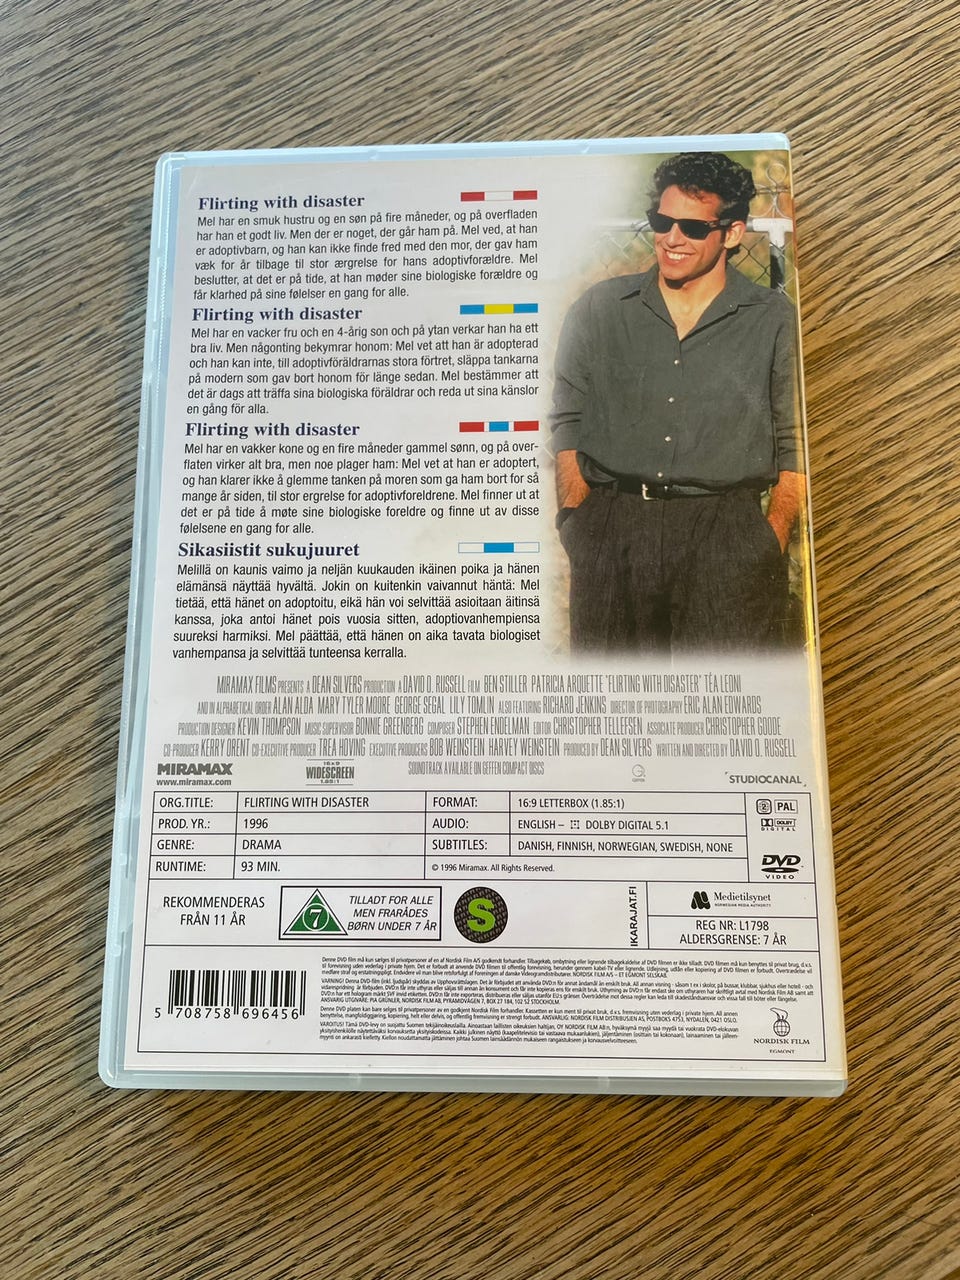 Flirting with disaster
Mel har en smuk hustru og en søn på fire måneder, og på overfladen
har han et godt liv. Men der er noget, der går ham på. Mel ved, at han
er adoptivbarn, og han kan ikke finde fred med den mor, der gav ham
væk for år tilbage til stor ærgrelse for hans adoptivforældre. Mel
beslutter, at det er på tide, at han møder sine biologiske forældre og
får klarhed på sine følelser en gang for alle.
Flirting with disaster
Mel har en vacker fru och en 4-årig son och på ytan verkar han ha ett
bra liv. Men någonting bekymrar honom: Mel vet att han är adopterad
och han kan inte, till adoptivföräldrarnas stora förtret, släppa tankarna
på modern som gav bort honom för länge sedan. Mel bestämmer att
det är dags att träffa sina biologiska föräldrar och reda ut sina känslor
en gång för alla.
Flirting with disaster
Mel har en vakker kone og en fire måneder gammel sønn, og på over-
flaten virker alt bra, men noe plager ham: Mel vet at han er adoptert,
og han klarer ikke å glemme tanken på moren som ga ham bort for så
mange år siden, til stor ergrelse for adoptivforeldrene. Mel finner ut at
det er på tide å møte sine biologiske foreldre og finne ut av disse
følelsene en gang for alle.
Sikasiistit sukujuuret
Melillä on kaunis vaimo ja neljän kuukauden ikäinen poika ja hänen
elämänsä näyttää hyvältä. Jokin on kuitenkin vaivannut häntä: Mel
tietää, että hänet on adoptoitu, eikä hän voi selvittää asioitaan äitinsä
kanssa, joka antoi hänet pois vuosia sitten, adoptiovanhempiensa
suureksi harmiksi. Mel päättää, että hänen on aika tavata biologiset
vanhempansa ja selvittää tunteensa kerralla.
MIRAMAX FILMS PRESENTS A DEAN SILVERS PRODUCTION A DAVID O. RUSSELL FILM BEN STILLER PATRICIA ARQUETTE "FLIRTING WITH DISASTER" TÉA LEONI
AND IN ALPHABETICAL ORDER ALAN ALDA MARY TYLER MOORE GEORGE SEGAL LILY TOMLIN ALSO FEATURING RICHARD JENKINS DIRECTOR OF PHOTOGRAPHY ERIC ALAN EDWARDS
PRODUCTION DESIGNER KEVIN THOMPSON MUSIC SUPERVISOR BONNIE GREENBERG COMPOSER STEPHEN ENDELMAN EDITOR CHRISTOPHER TELLEFSEN ASSOCIATE PRODUCER CHRISTOPHER GOODE
CO-PRODUCER KERRY ORENT CO-EXECUTIVE PRODUCER TREA HOVING EXECUTIVE PRODUCERS BOB WEINSTEIN HARVEY WEINSTEIN PRODUCED BY DEAN SILVERS WRITTEN AND DIRECTED BY DAVID O. RUSSELL
SOUNDTRACK AVAILABLE ON GEFFEN COMPACT DISCS
MIRAMAX
www.miramax.com
16x9
WIDESCREEN
1.85:1
STUDIOCANAL
ORG.TITLE: FLIRTING WITH DISASTER
PROD. YR.: 1996
GENRE: DRAMA
RUNTIME: 93 MIN.
FORMAT: 16:9 LETTERBOX (1.85:1)
AUDIO: ENGLISH – DOLBY DIGITAL 5.1
SUBTITLES: DANISH, FINNISH, NORWEGIAN, SWEDISH, NONE
© 1996 Miramax. All Rights Reserved.
2 PAL
DOLBY
DIGITAL
DVD
VIDEO
REKOMMENDERAS
FRÅN 11 ÅR
7
TILLADT FOR ALLE
MEN FRARÅDES
BØRN UNDER 7 ÅR
S
IKARAJAT.FI
Medietilsynet
NORWEGIAN MEDIA AUTHORITY
REG NR: L1798
ALDERSGRENSE: 7 ÅR
5 708758 696456
NORDISK FILM
EGMONT